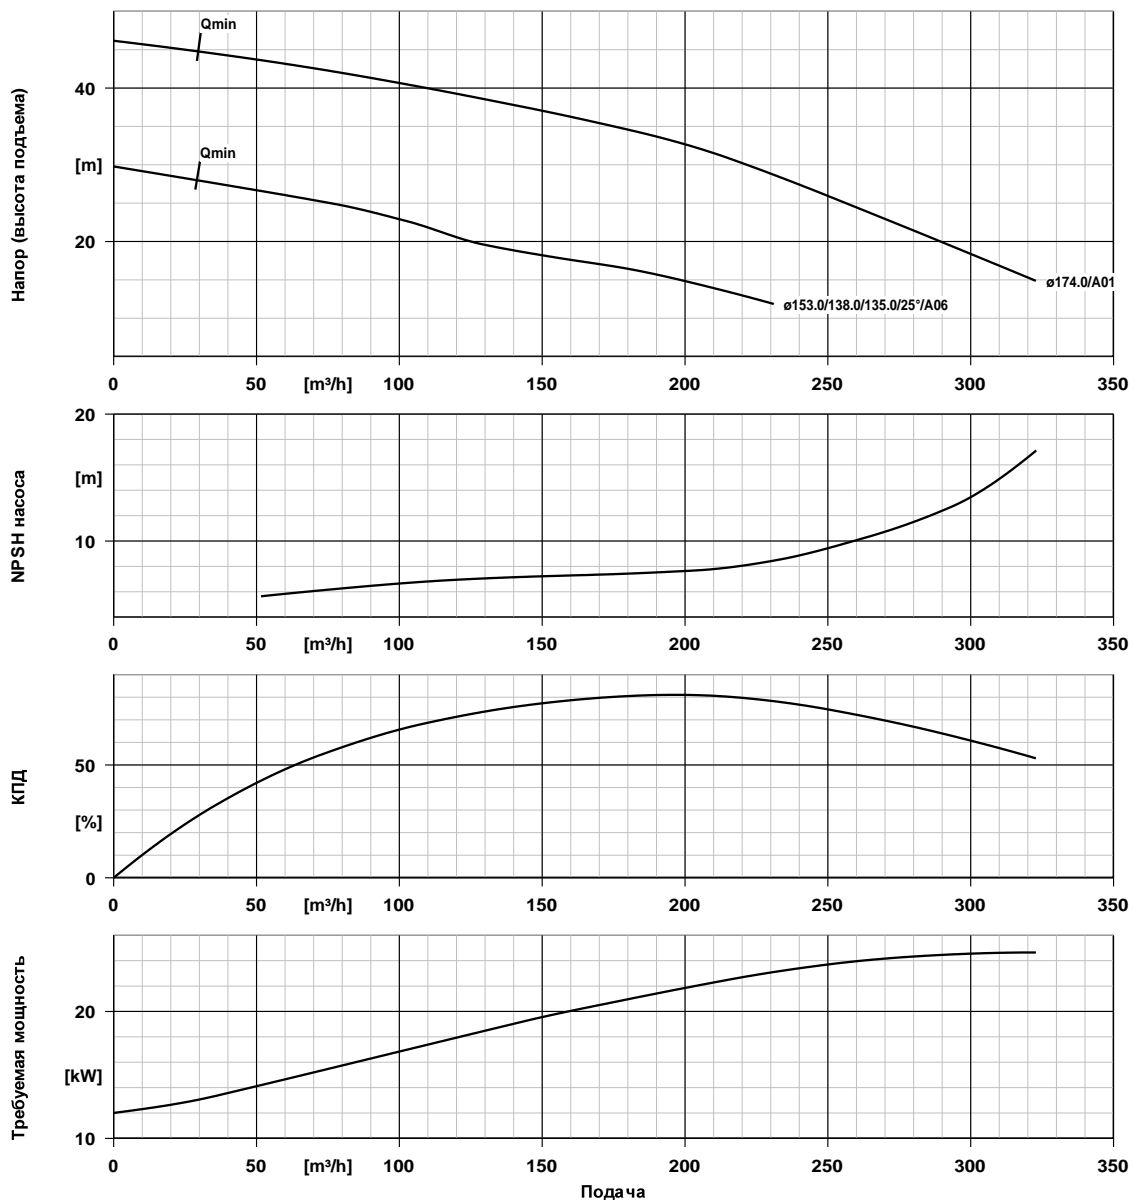 Qmin
40
Qmin
[m]
20
Напор (высота подъема)
ø174.0/A01
ø153.0/138.0/135.0/25°/A06
0 50 [m³/h] 100 150 200 250 300 350
20
[m]
10
NPSH насоса
0 50 [m³/h] 100 150 200 250 300 350
50
[%]
0
КПД
0 50 [m³/h] 100 150 200 250 300 350
20
[kW]
10
Требуемая мощность
0 50 [m³/h] 100 150 200 250 300 350
Подача